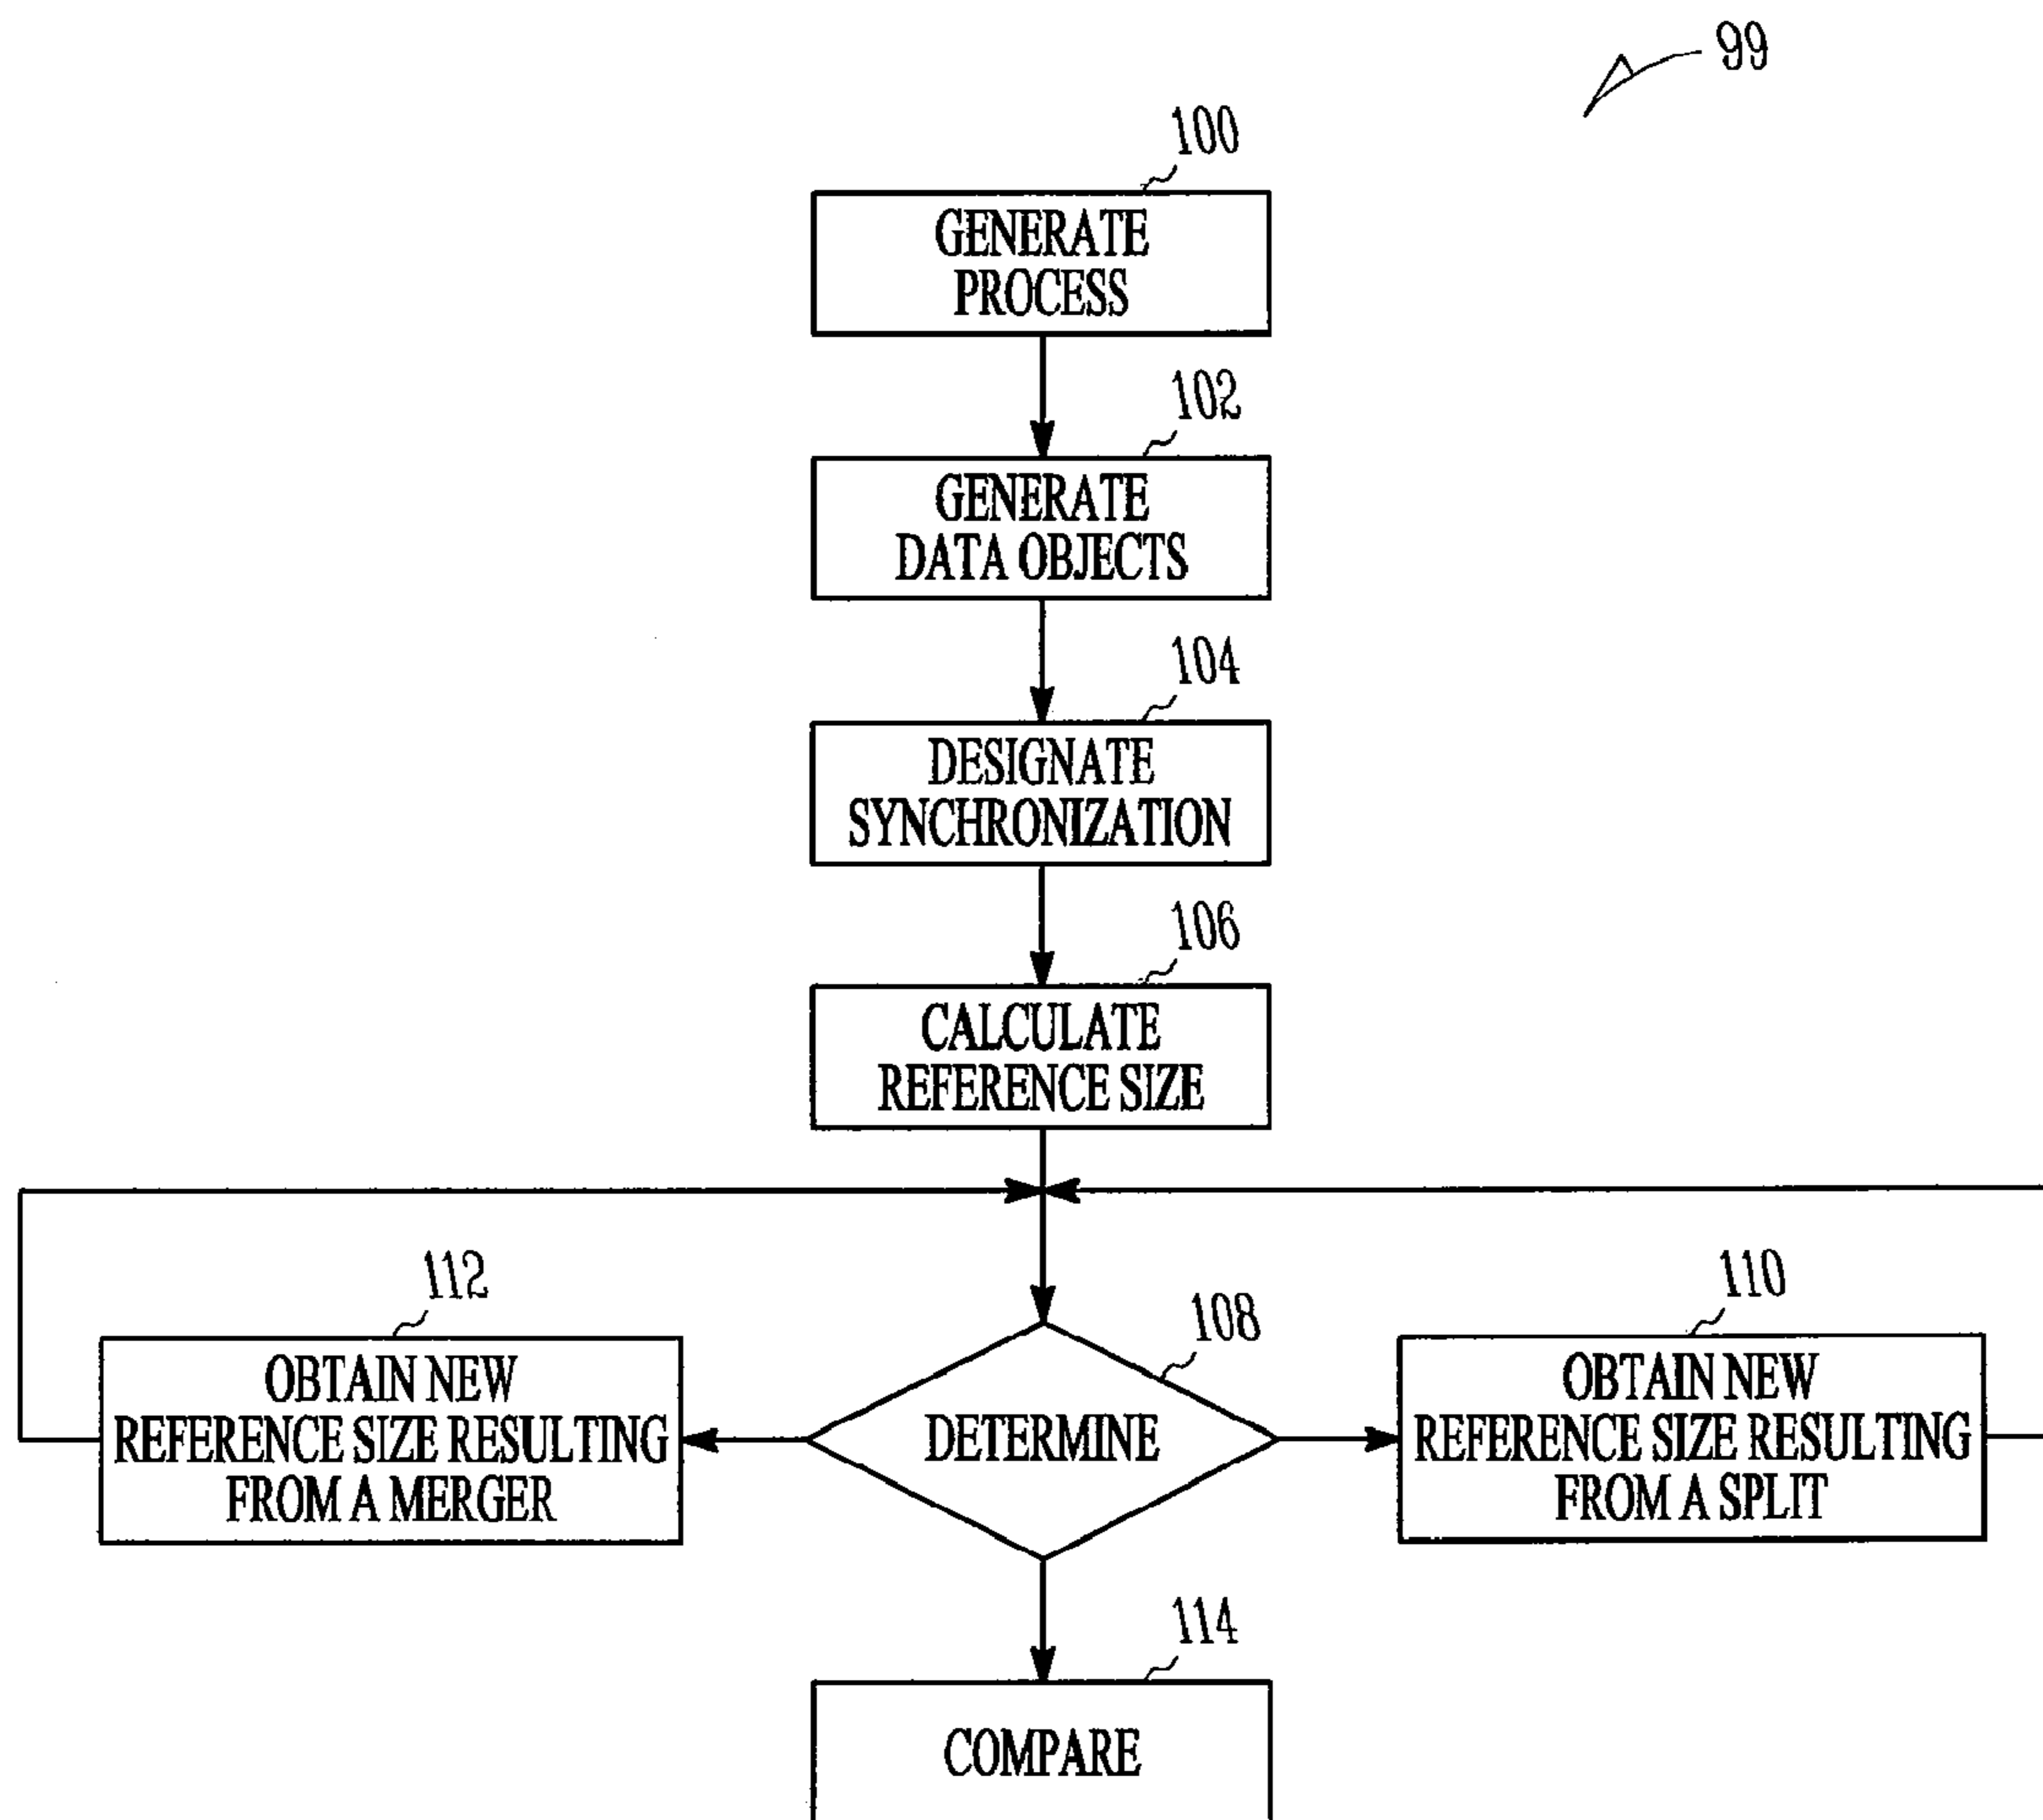 99
100
GENERATE
PROCESS
102
GENERATE
DATA OBJECTS
104
DESIGNATE
SYNCHRONIZATION
106
CALCULATE
REFERENCE SIZE
112
OBTAIN NEW
REFERENCE SIZE RESULTING
FROM A MERGER
108
DETERMINE
110
OBTAIN NEW
REFERENCE SIZE RESULTING
FROM A SPLIT
114
COMPARE